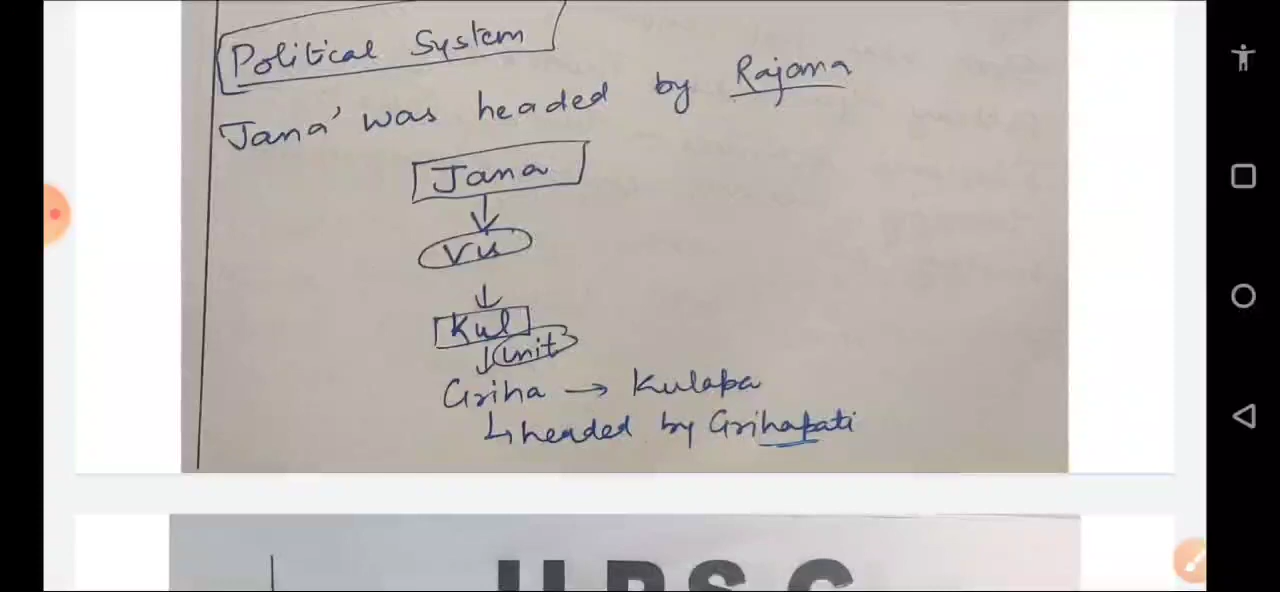 Political System
'Jana' was headed by Rajana
Jana
Vis
Kul
unit
Griha → Kulapa
↳ headed by Grihapati